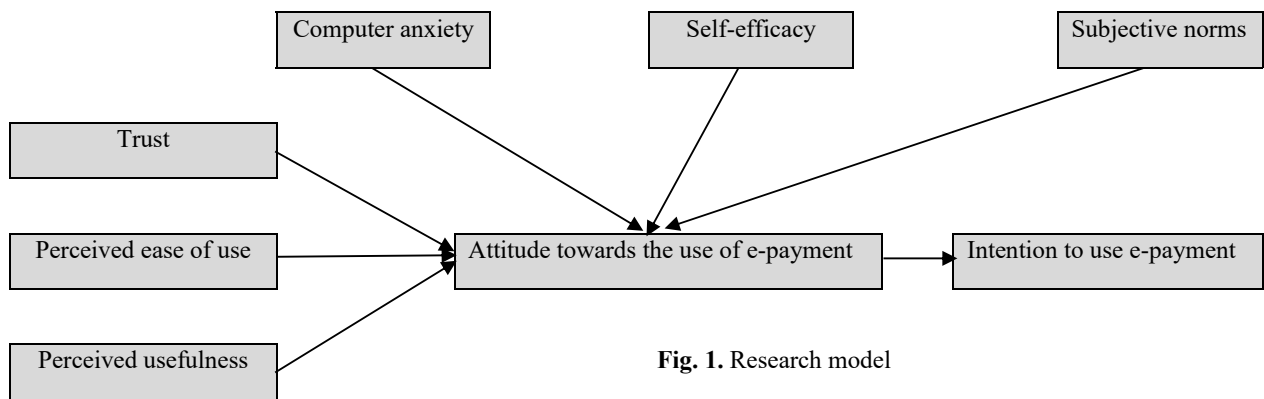 Computer anxiety
Self-efficacy
Subjective norms
Trust
Perceived ease of use
Attitude towards the use of e-payment
Intention to use e-payment
Perceived usefulness
Fig. 1. Research model